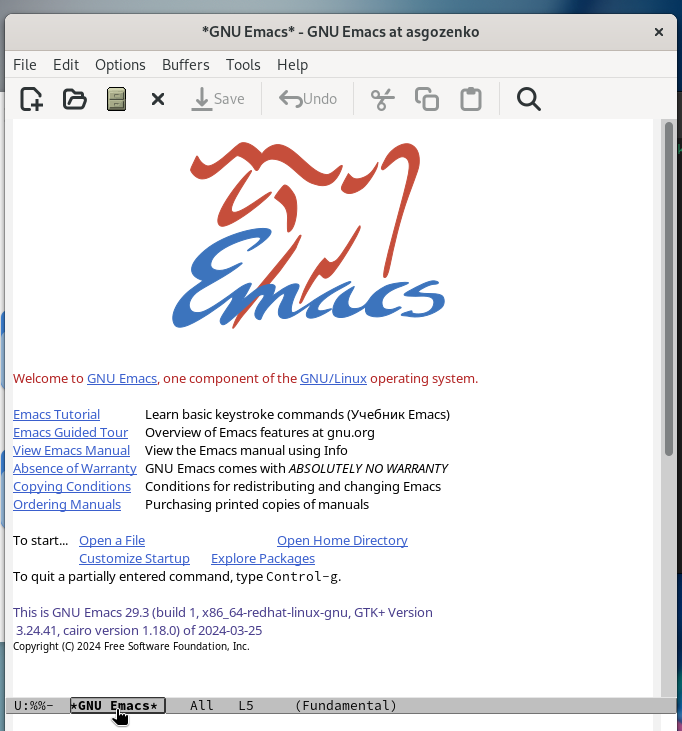 *GNU Emacs* - GNU Emacs at asgozenko
File Edit Options Buffers Tools Help
Save Undo
Emacs
Welcome to GNU Emacs, one component of the GNU/Linux operating system.
Emacs Tutorial Learn basic keystroke commands (Учебник Emacs)
Emacs Guided Tour Overview of Emacs features at gnu.org
View Emacs Manual View the Emacs manual using Info
Absence of Warranty GNU Emacs comes with ABSOLUTELY NO WARRANTY
Copying Conditions Conditions for redistributing and changing Emacs
Ordering Manuals Purchasing printed copies of manuals
To start... Open a File Open Home Directory
Customize Startup Explore Packages
To quit a partially entered command, type Control-g.
This is GNU Emacs 29.3 (build 1, x86_64-redhat-linux-gnu, GTK+ Version
3.24.41, cairo version 1.18.0) of 2024-03-25
Copyright (C) 2024 Free Software Foundation, Inc.
U:%%- *GNU Emacs* All L5 (Fundamental)